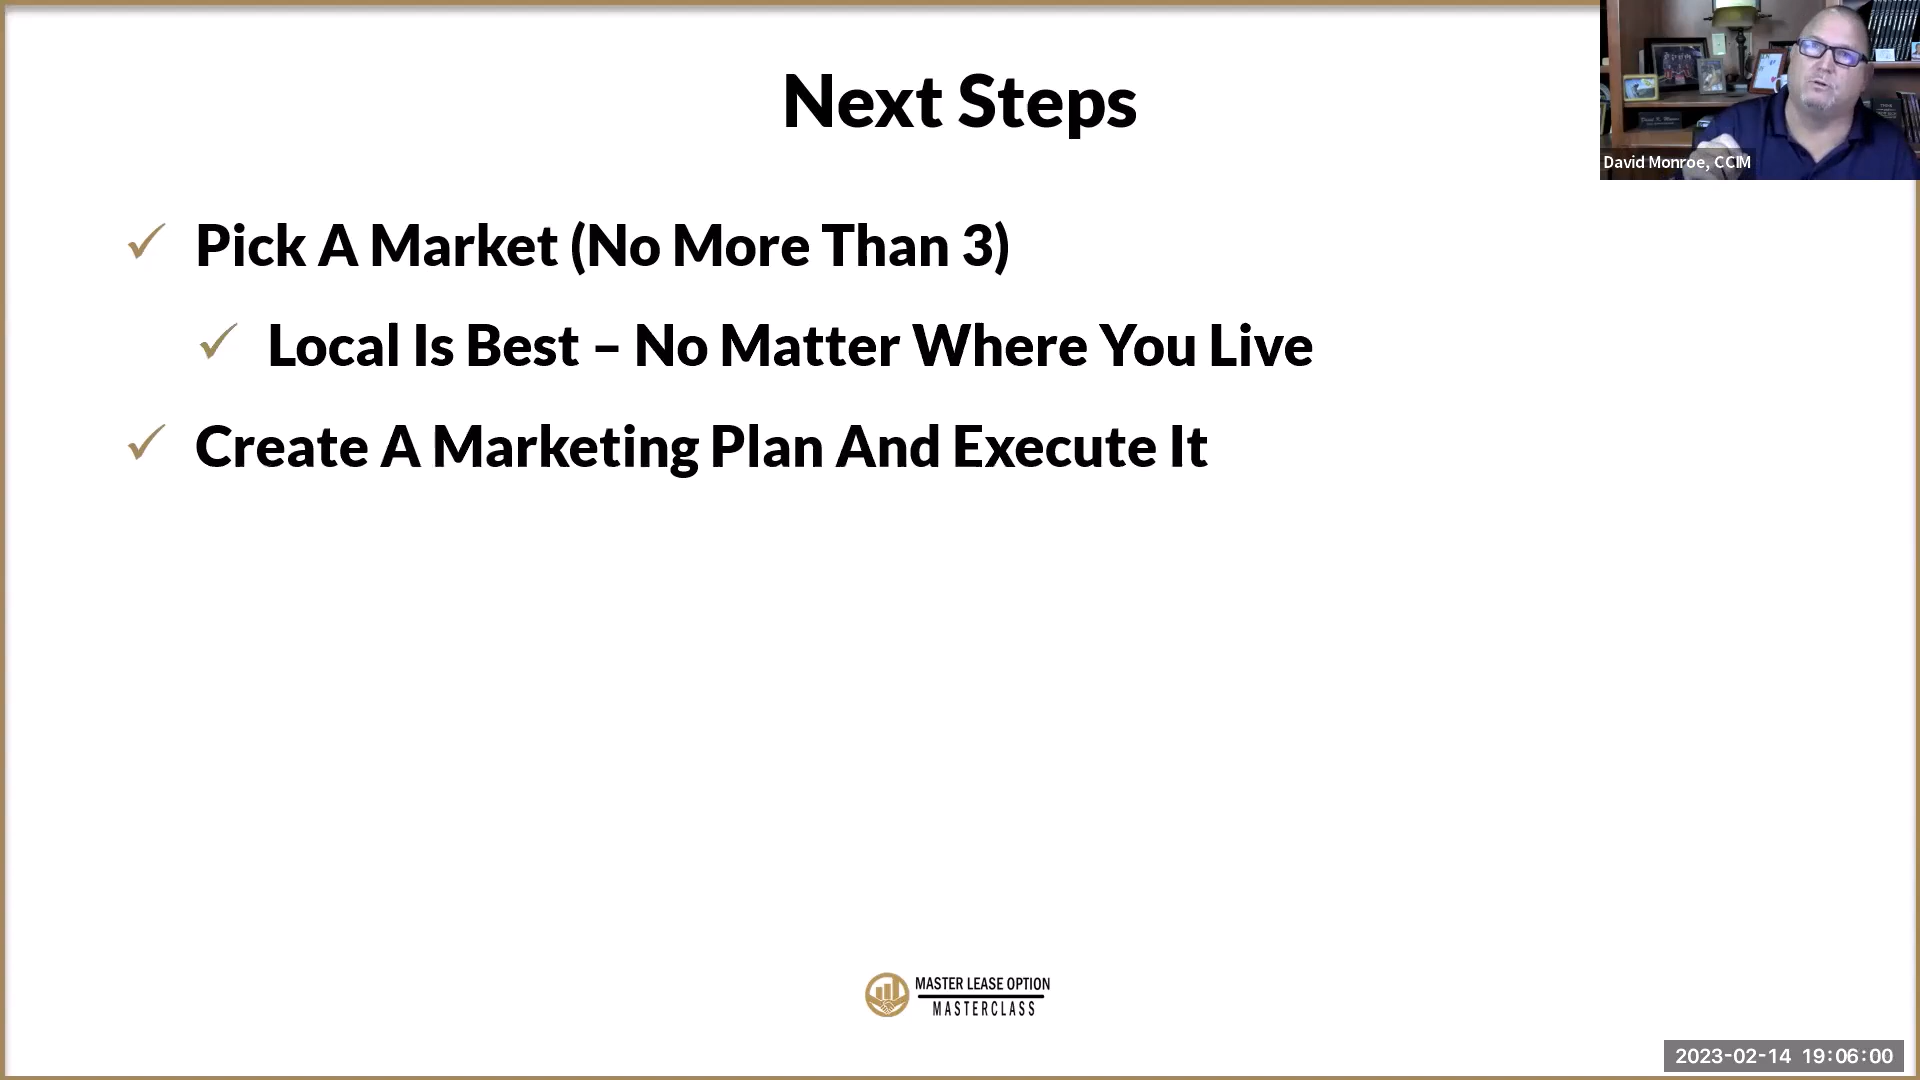 Next Steps
Pick A Market (No More Than 3)
Local Is Best – No Matter Where You Live
Create A Marketing Plan And Execute It
David Monroe, CCIM
MASTER LEASE OPTION
MASTERCLASS
2023-02-14 19:06:00